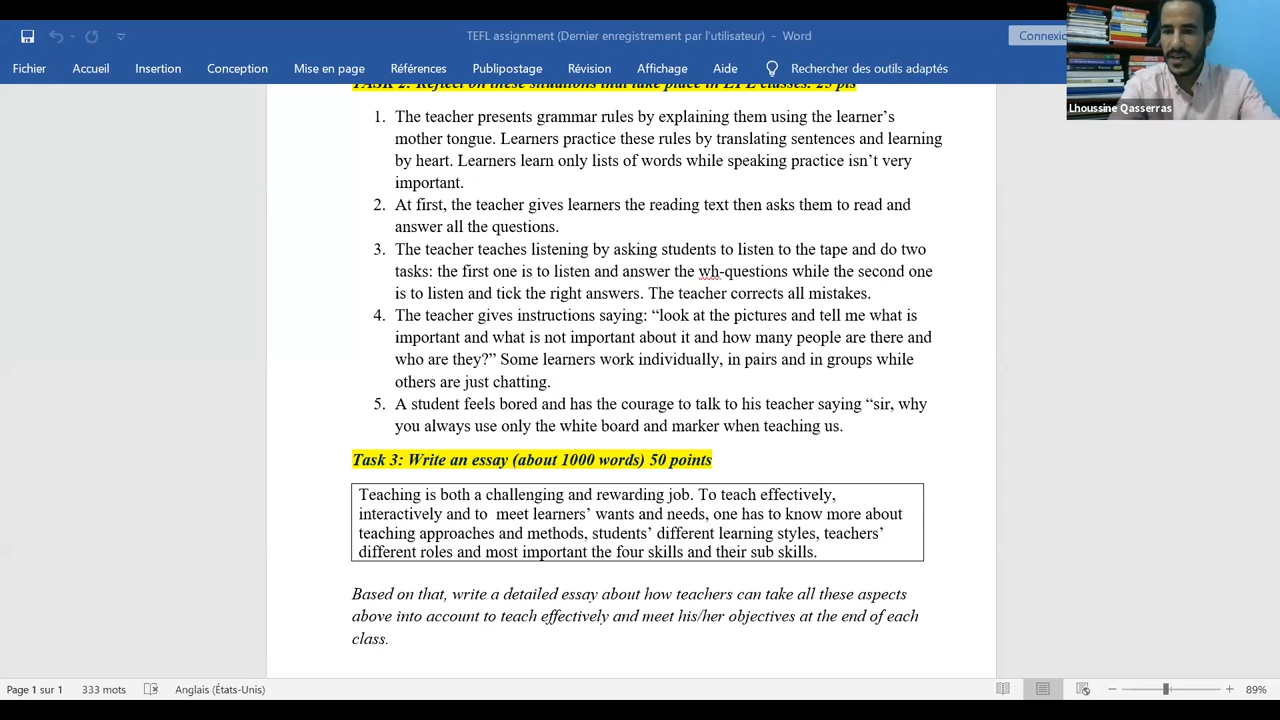 TEFL assignment (Dernier enregistrement par l'utilisateur) - Word
Connexio
Fichier Accueil Insertion Conception Mise en page Références Publipostage Révision Affichage Aide Rechercher des outils adaptés
Lhoussine Qasserras
TASK 2: Reflect on these situations that take place in EFL classes. 25 pts
1. The teacher presents grammar rules by explaining them using the learner's
mother tongue. Learners practice these rules by translating sentences and learning
by heart. Learners learn only lists of words while speaking practice isn't very
important.
2. At first, the teacher gives learners the reading text then asks them to read and
answer all the questions.
3. The teacher teaches listening by asking students to listen to the tape and do two
tasks: the first one is to listen and answer the wh-questions while the second one
is to listen and tick the right answers. The teacher corrects all mistakes.
4. The teacher gives instructions saying: “look at the pictures and tell me what is
important and what is not important about it and how many people are there and
who are they?” Some learners work individually, in pairs and in groups while
others are just chatting.
5. A student feels bored and has the courage to talk to his teacher saying “sir, why
you always use only the white board and marker when teaching us.
Task 3: Write an essay (about 1000 words) 50 points
Teaching is both a challenging and rewarding job. To teach effectively,
interactively and to meet learners’ wants and needs, one has to know more about
teaching approaches and methods, students’ different learning styles, teachers’
different roles and most important the four skills and their sub skills.
Based on that, write a detailed essay about how teachers can take all these aspects
above into account to teach effectively and meet his/her objectives at the end of each
class.
Page 1 sur 1 333 mots Anglais (États-Unis) 89%